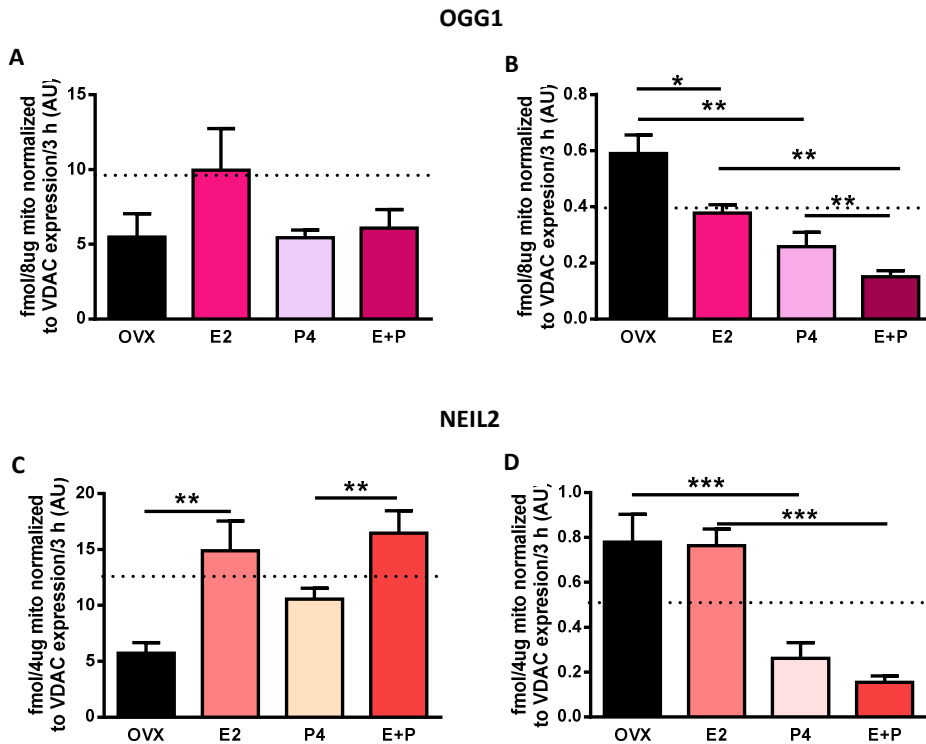 OGG1
A
fmol/8ug mito normalized
to VDAC expression/3 h (AU)
15
10
5
0
OVX E2 P4 E+P
B
fmol/8ug mito normalized
to VDAC expression/3 h (AU)
0.8
0.6
0.4
0.2
0.0
*
**
**
**
OVX E2 P4 E+P
NEIL2
C
fmol/4ug mito normalized
to VDAC expression/3 h (AU)
20
15
10
5
0
** **
OVX E2 P4 E+P
D
fmol/4ug mito normalized
to VDAC expression/3 h (AU)
1.0
0.8
0.6
0.4
0.2
0.0
***
***
OVX E2 P4 E+P